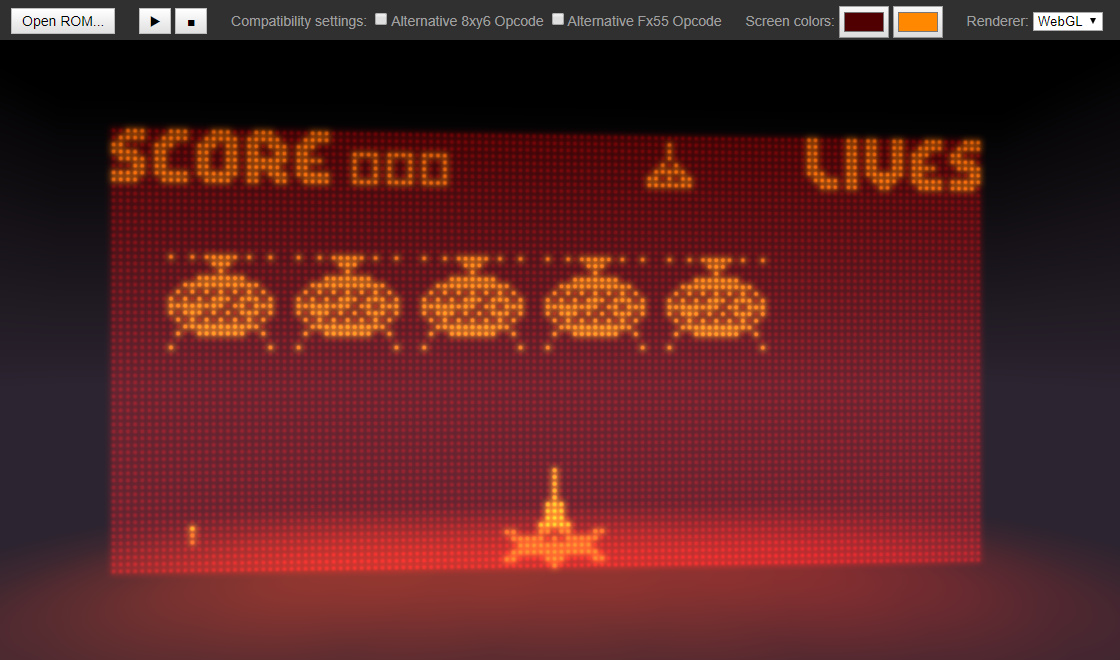 Open ROM... ▶ ■ Compatibility settings: Alternative 8xy6 Opcode Alternative Fx55 Opcode Screen colors: Renderer: WebGL ▼
SCORE 000 LIVES